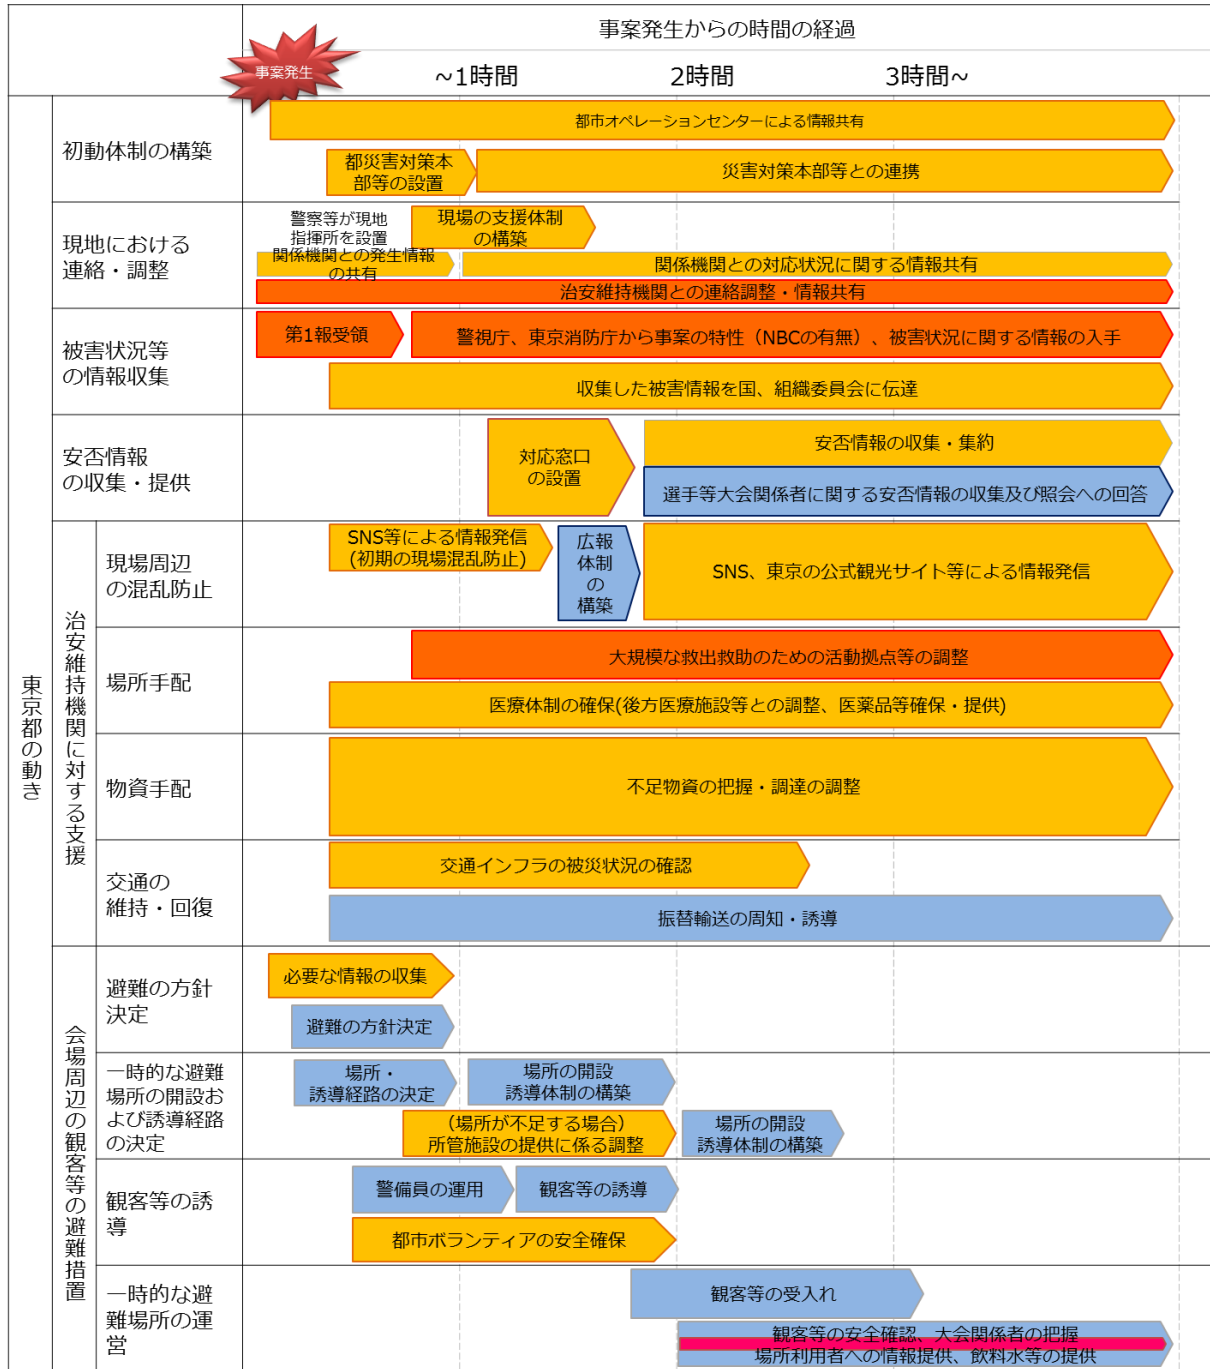 事案発生からの時間の経過
事案発生
~1時間
2時間
3時間~
東京都の動き
初動体制の構築
都市オペレーションセンターによる情報共有
都災害対策本
部等の設置
災害対策本部等との連携
現地における
連絡・調整
警察等が現地
指揮所を設置
現場の支援体制
の構築
関係機関との発生情報
の共有
関係機関との対応状況に関する情報共有
治安維持機関との連絡調整・情報共有
被害状況等
の情報収集
第1報受領
警視庁、東京消防庁から事案の特性（NBCの有無）、被害状況に関する情報の入手
収集した被害情報を国、組織委員会に伝達
安否情報
の収集・提供
対応窓口
の設置
安否情報の収集・集約
選手等大会関係者に関する安否情報の収集及び照会への回答
治安維持機関に対する支援
現場周辺
の混乱防止
SNS等による情報発信
(初期の現場混乱防止)
広報
体制
の
構築
SNS、東京の公式観光サイト等による情報発信
場所手配
大規模な救出救助のための活動拠点等の調整
医療体制の確保(後方医療施設等との調整、医薬品等確保・提供)
物資手配
不足物資の把握・調達の調整
交通の
維持・回復
交通インフラの被災状況の確認
振替輸送の周知・誘導
会場周辺の観客等の避難措置
避難の方針
決定
必要な情報の収集
避難の方針決定
一時的な避難
場所の開設お
よび誘導経路
の決定
場所・
誘導経路の決定
場所の開設
誘導体制の構築
（場所が不足する場合）
所管施設の提供に係る調整
場所の開設
誘導体制の構築
観客等の誘
導
警備員の運用
観客等の誘導
都市ボランティアの安全確保
一時的な避
難場所の運
営
観客等の受入れ
観客等の安全確認、大会関係者の把握
場所利用者への情報提供、飲料水等の提供